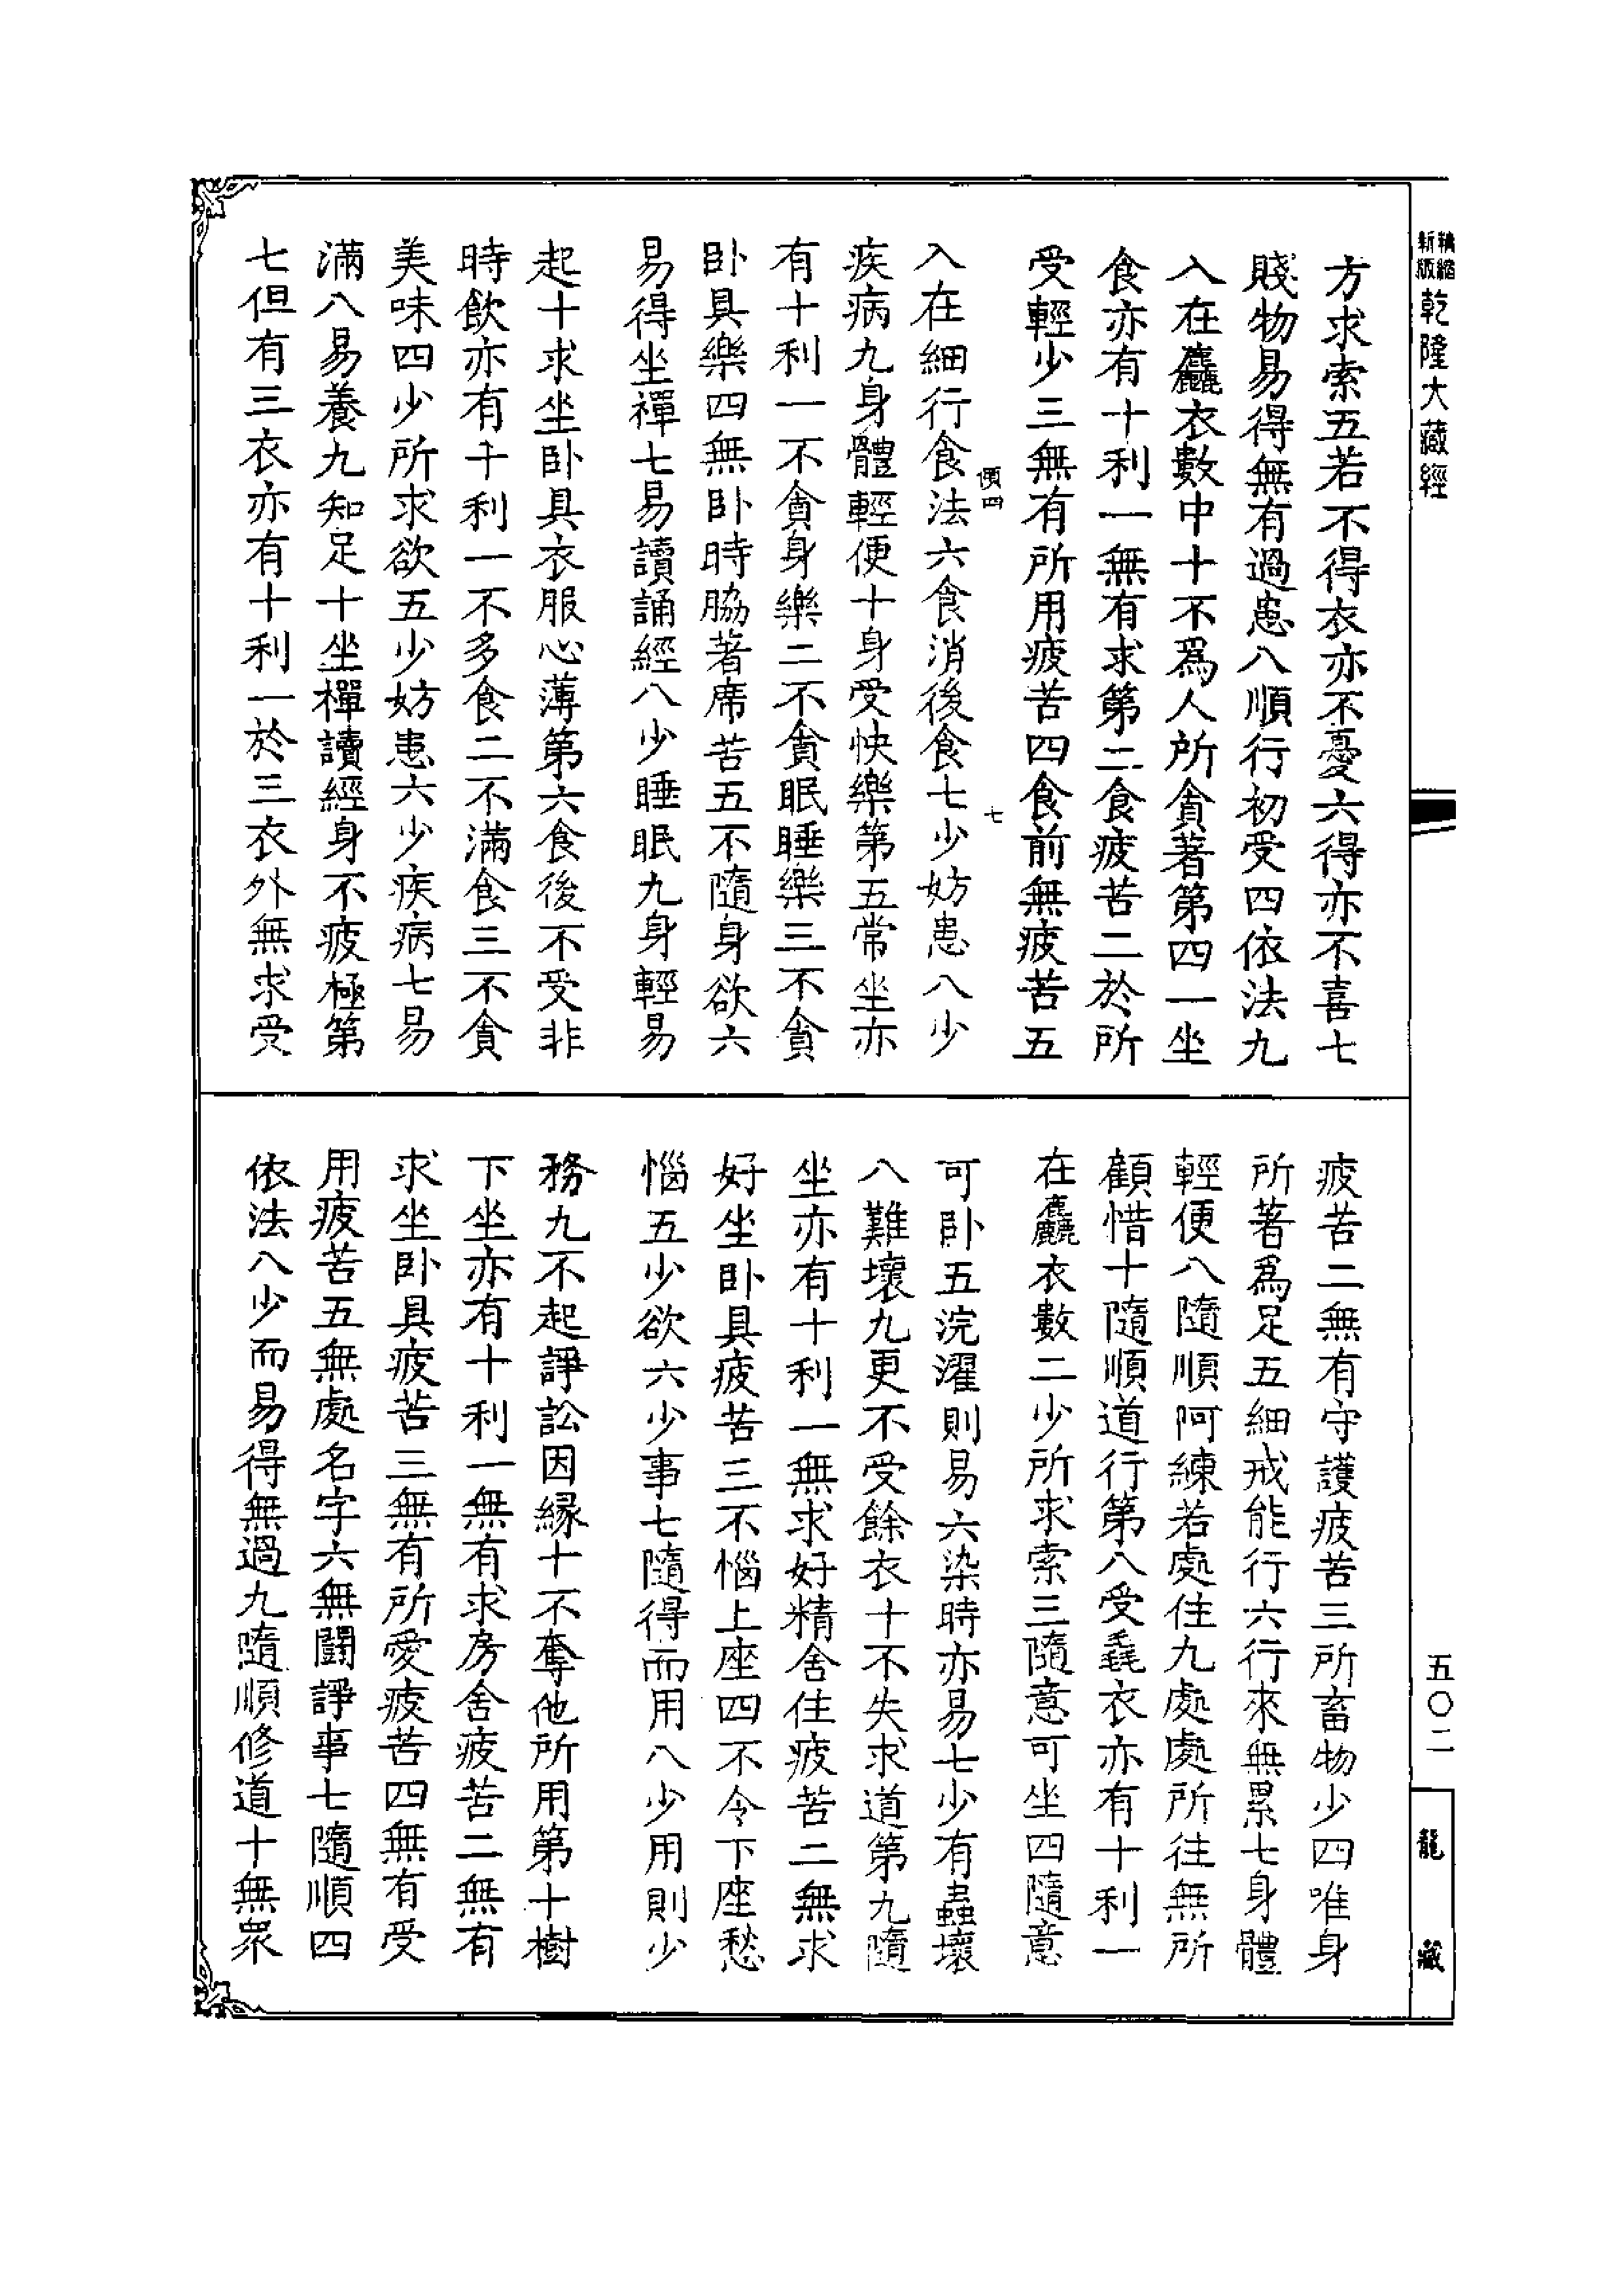 精縮
新版
乾隆大藏經
五〇二
龍藏
方求索五若不得衣亦不憂六得亦不喜七
賤物易得無有過患八順行初受四依法九
入在麤衣數中十不爲人所貪著第四一坐
食亦有十利一無有求第二食疲苦二於所
受輕少三無有所用疲苦四食前無疲苦五
傎四
七
入在細行食法六食消後食七少妨患八少
疾病九身體輕便十身受快樂第五常坐亦
有十利一不貪身樂二不貪眠睡樂三不貪
卧具樂四無卧時脇著席苦五不隨身欲六
易得坐禪七易讀誦經八少睡眠九身輕易
起十求坐卧具衣服心薄第六食後不受非
時飲亦有千利一不多食二不滿食三不貪
美味四少所求欲五少妨患六少疾病七易
滿八易養九知足十坐禪讀經身不疲極第
七但有三衣亦有十利一於三衣外無求受
疲苦二無有守護疲苦三所畜物少四唯身
所著爲足五細戒能行六行來無累七身體
輕便八隨順阿練若處住九處處所往無所
顧惜十隨順道行第八受毳衣亦有十利一
在麤衣數二少所求索三隨意可坐四隨意
可卧五浣濯則易六染時亦易七少有蟲壞
八難壞九更不受餘衣十不失求道第九隨
坐亦有十利一無求好精舍住疲苦二無求
好坐卧具疲苦三不惱上座四不令下座愁
惱五少欲六少事七隨得而用八少用則少
務九不起諍訟因緣十不奪他所用第十樹
下坐亦有十利一無有求房舍疲苦二無有
求坐卧具疲苦三無有所愛疲苦四無有受
用疲苦五無處名字六無鬪諍事七隨順四
依法八少而易得無過九隨順修道十無衆